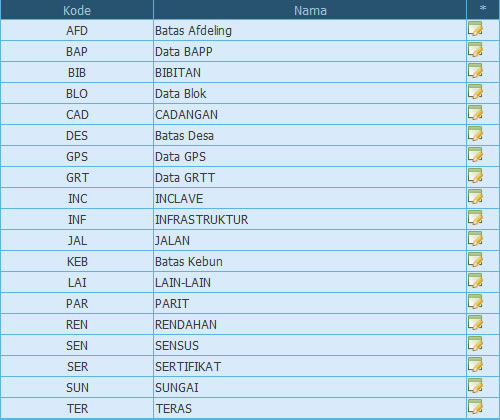 Kode Nama *
AFD Batas Afdeling
BAP Data BAPP
BIB BIBITAN
BLO Data Blok
CAD CADANGAN
DES Batas Desa
GPS Data GPS
GRT Data GRTT
INC INCLAVE
INF INFRASTRUKTUR
JAL JALAN
KEB Batas Kebun
LAI LAIN-LAIN
PAR PARIT
REN RENDAHAN
SEN SENSUS
SER SERTIFIKAT
SUN SUNGAI
TER TERAS